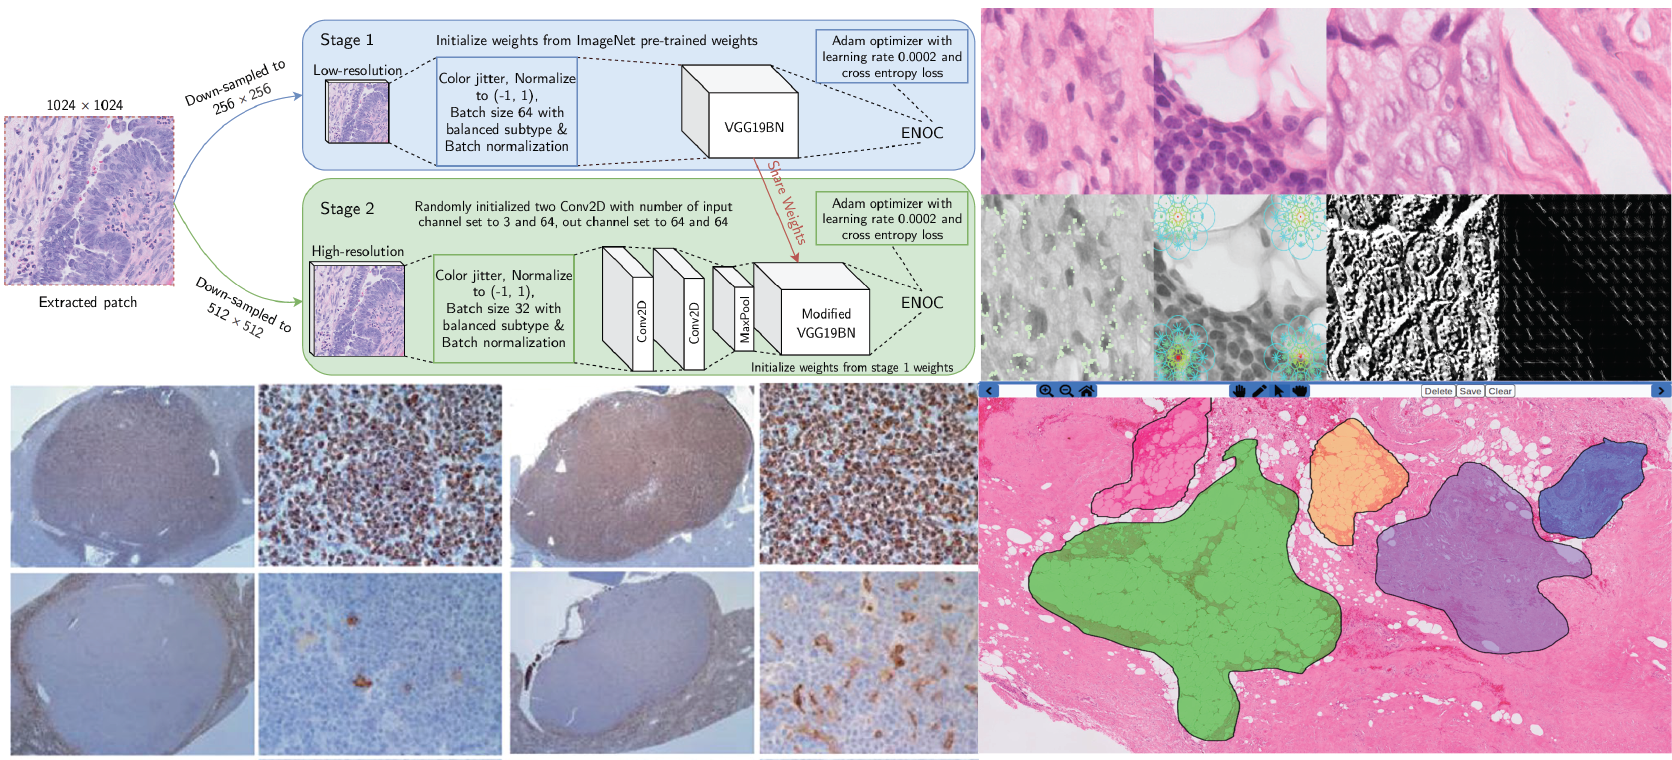 1024 × 1024
Extracted patch
Down-sampled to
256 × 256
Down-sampled to
512 × 512
Stage 1
Initialize weights from ImageNet pre-trained weights
Low-resolution
Color jitter, Normalize
to (-1, 1),
Batch size 64 with
balanced subtype &
Batch normalization
VGG19BN
Adam optimizer with
learning rate 0.0002 and
cross entropy loss
ENOC
Share Weights
Stage 2
Randomly initialized two Conv2D with number of input
channel set to 3 and 64, out channel set to 64 and 64
High-resolution
Color jitter, Normalize
to (-1, 1),
Batch size 32 with
balanced subtype &
Batch normalization
Conv2D
Conv2D
MaxPool
Modified
VGG19BN
Adam optimizer with
learning rate 0.0002 and
cross entropy loss
ENOC
Initialize weights from stage 1 weights
Delete Save Clear